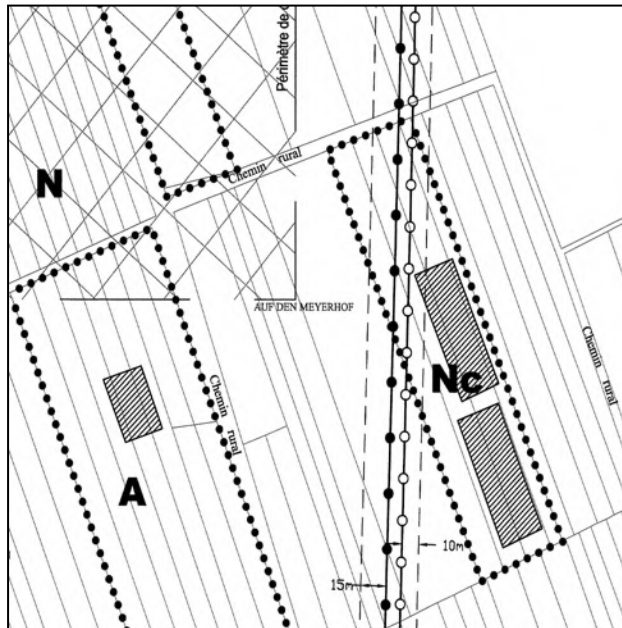 Périmètre de
Chemin rural
N
AUF DEN MEYERHOF
Chemin rural
Chemin rural
Nc
A
10m
15m